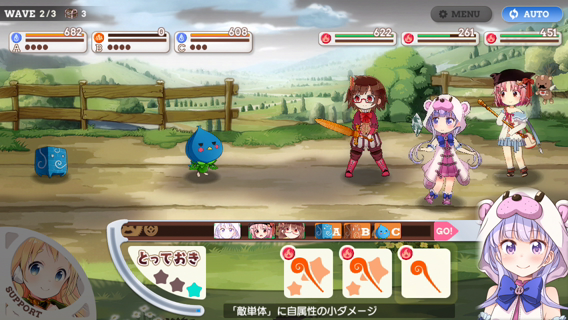 WAVE 2/3 3
MENU
AUTO
682
A
0
B
608
C
622
261
451
A B C GO!
とっておき
SUPPORT
「敵単体」に自属性の小ダメージ